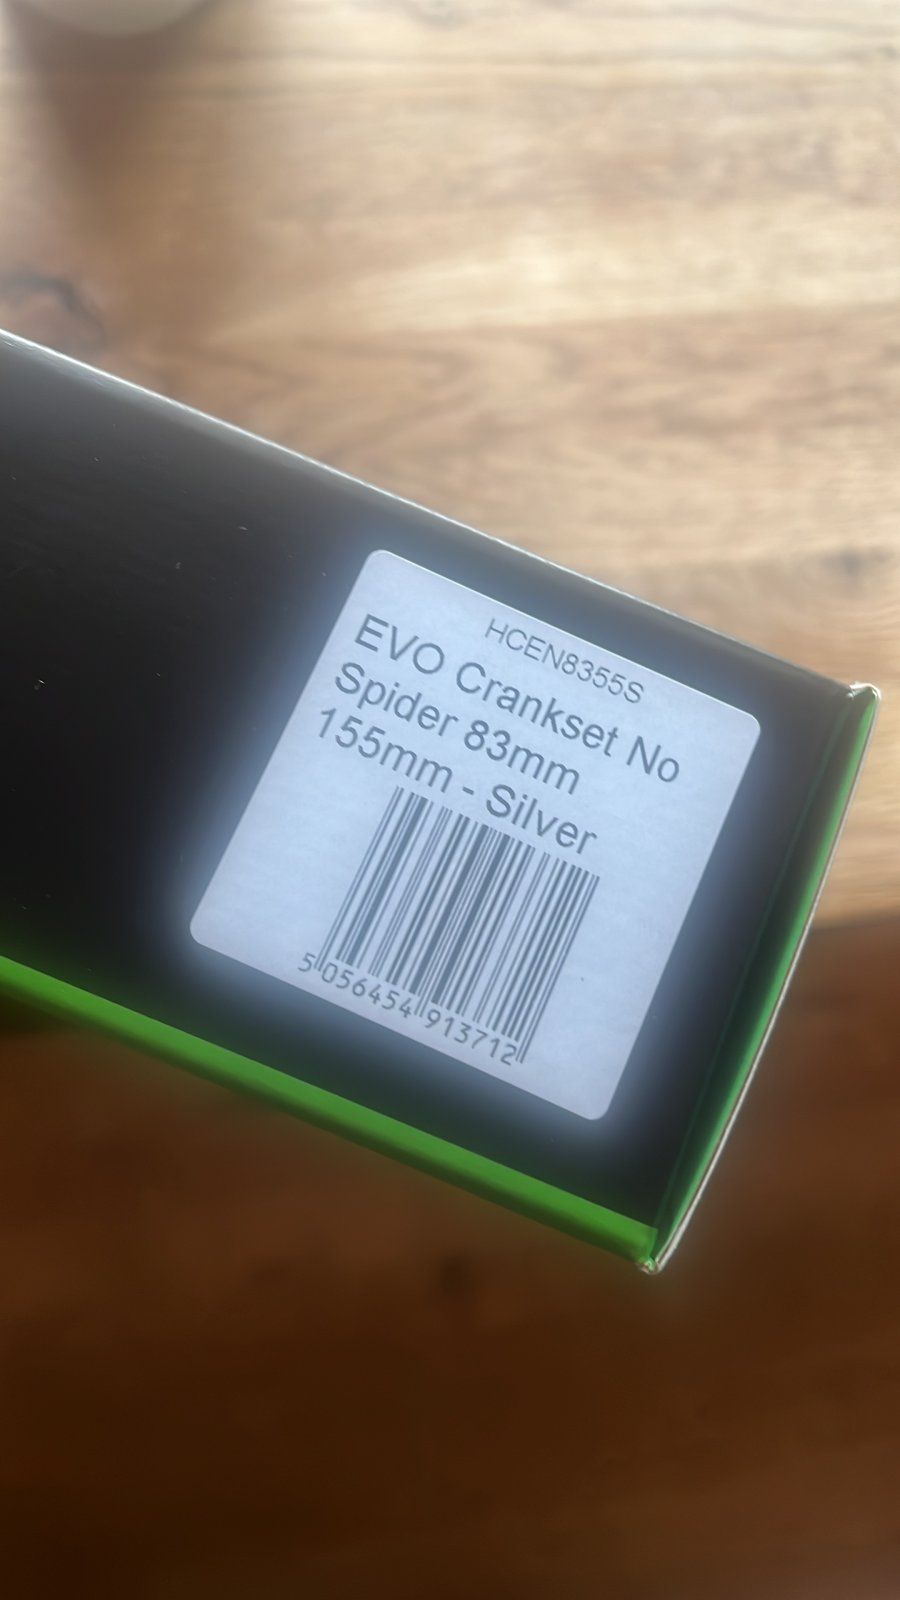 HCEN8355S
EVO Crankset No
Spider 83mm
155mm - Silver
5 056454 913712